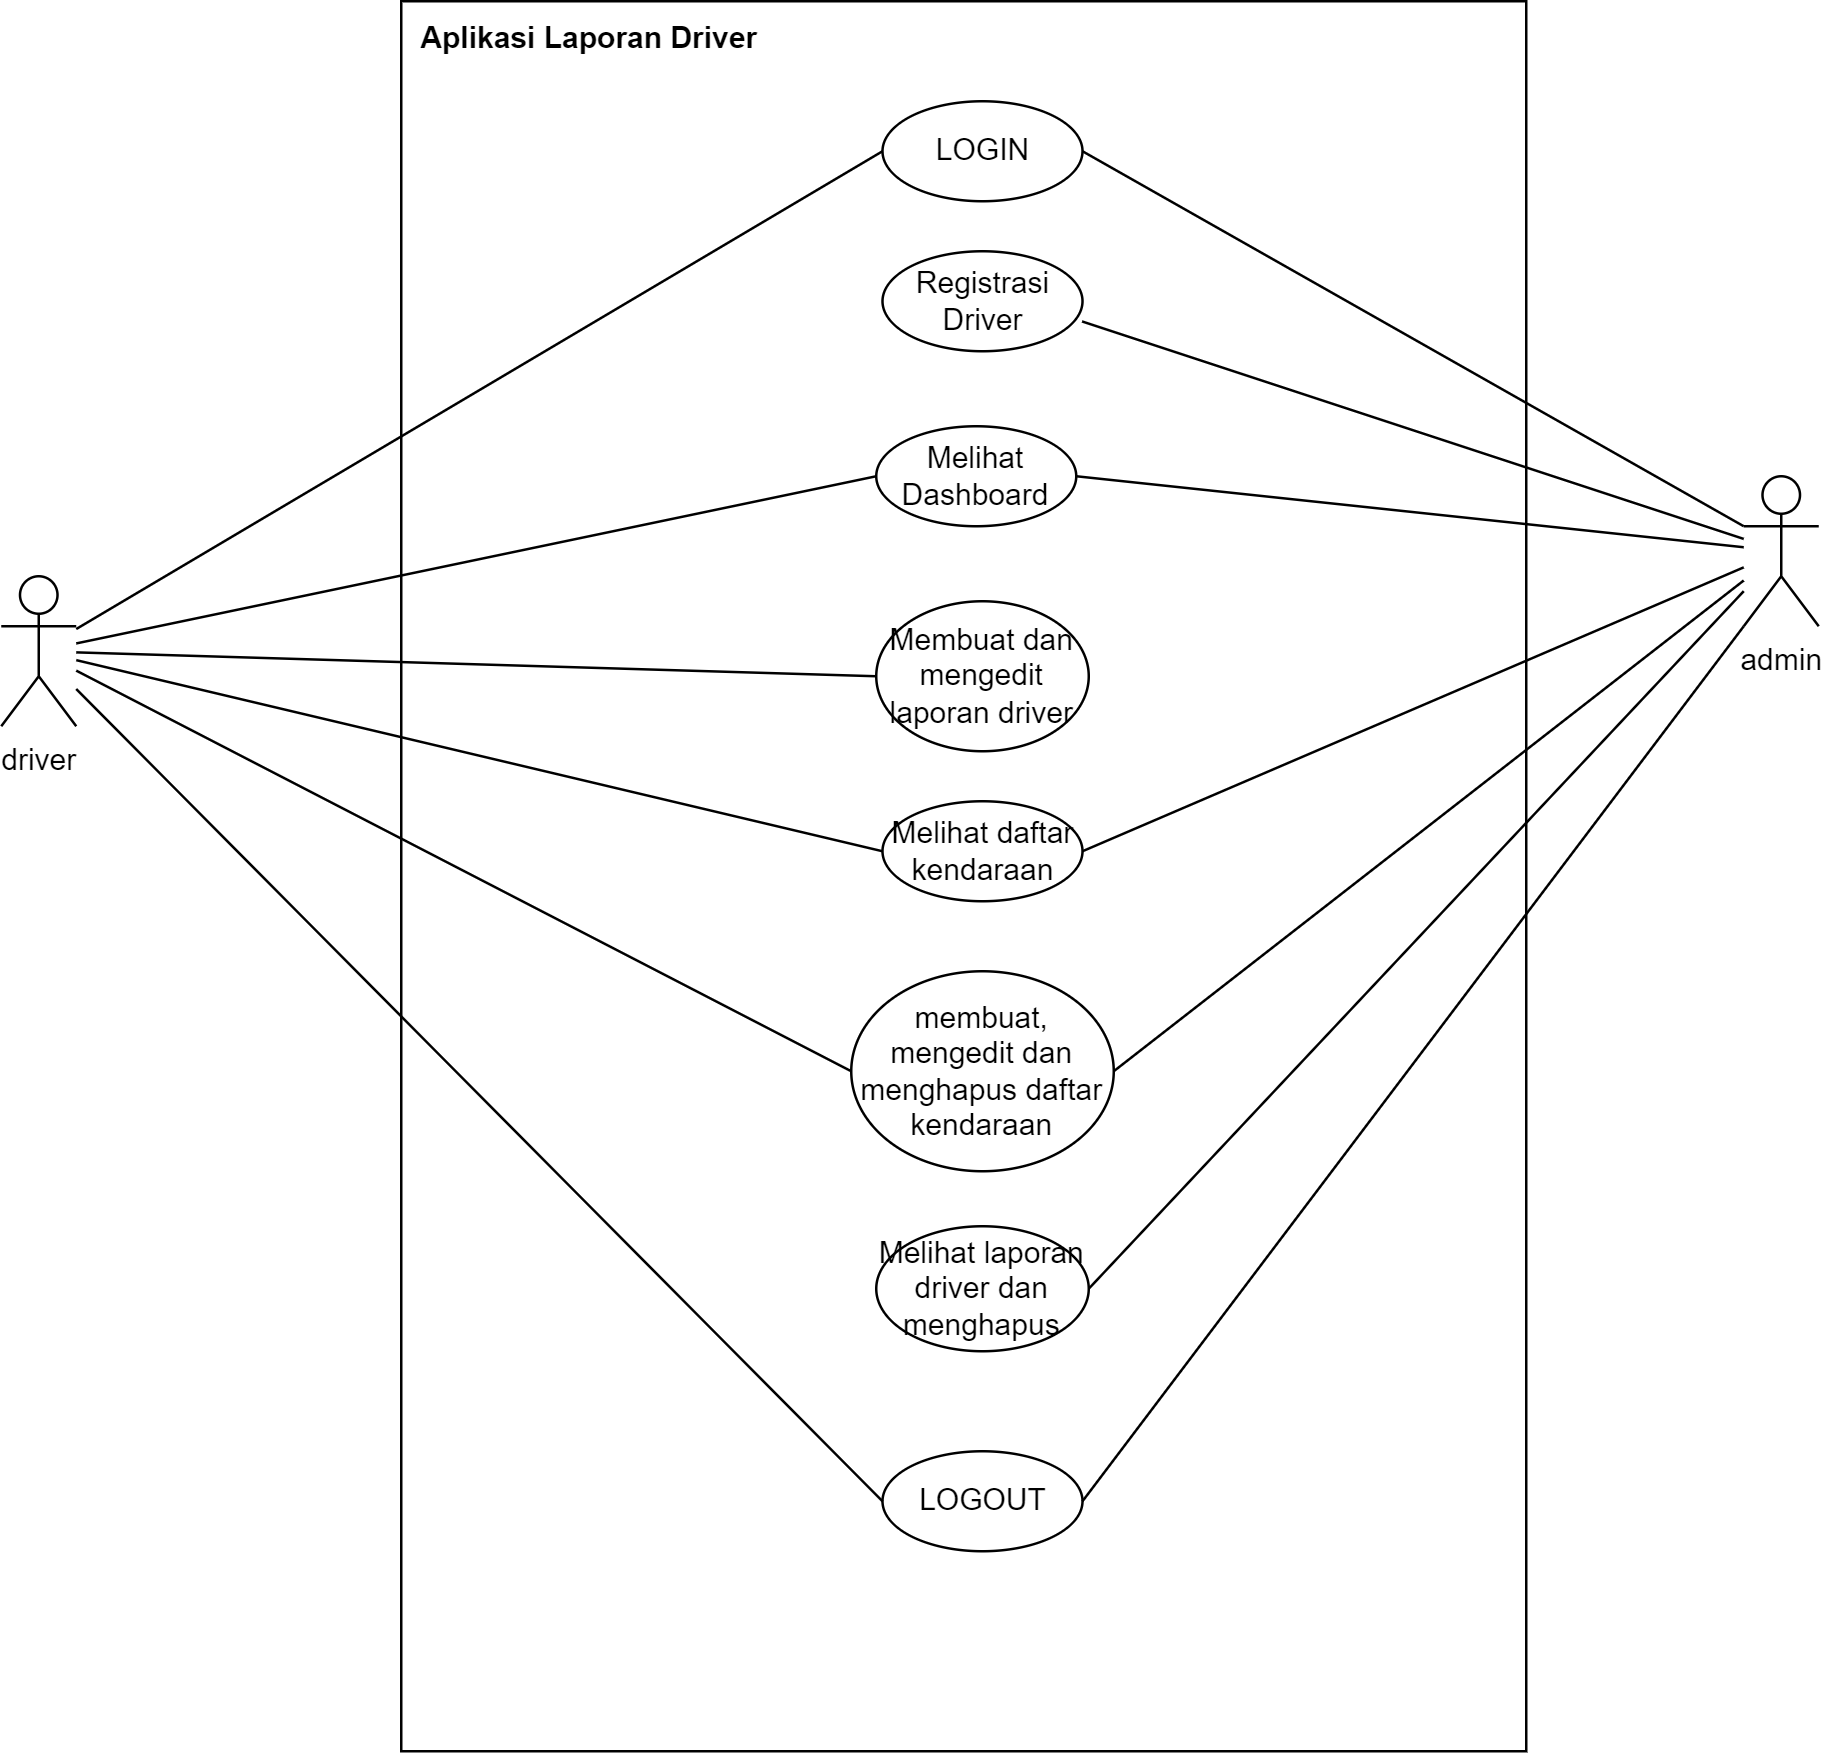 Aplikasi Laporan Driver
LOGIN
Registrasi
Driver
Melihat
Dashboard
Membuat dan
mengedit
laporan driver
driver
admin
Melihat daftar
kendaraan
membuat,
mengedit dan
menghapus daftar
kendaraan
Melihat laporan
driver dan
menghapus
LOGOUT